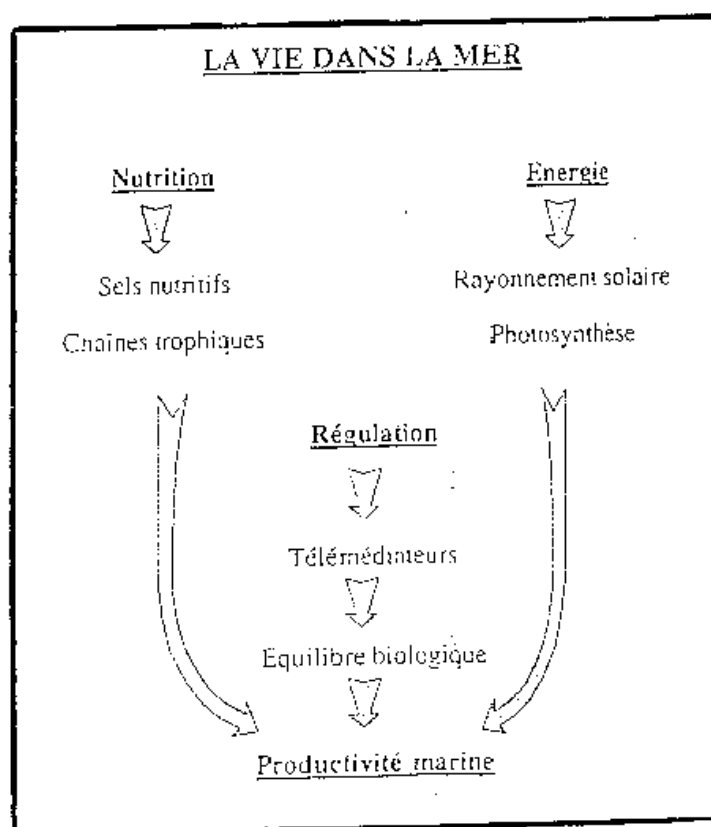 LA VIE DANS LA MER
Nutrition
Energie
Sels nutritifs
Rayonnement solaire
Chaînes trophiques
Photosynthèse
Régulation
Télémédiateurs
Equilibre biologique
Productivité marine